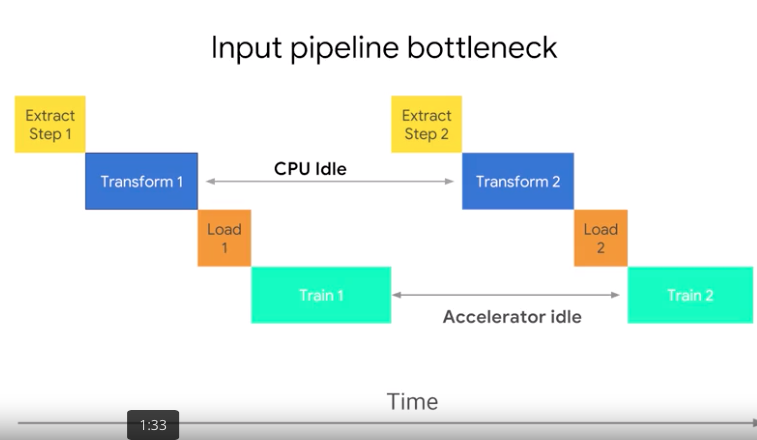 Input pipeline bottleneck
Extract
Step 1
Extract
Step 2
Transform 1
CPU Idle
Transform 2
Load
1
Load
2
Train 1
Accelerator idle
Train 2
Time
1:33